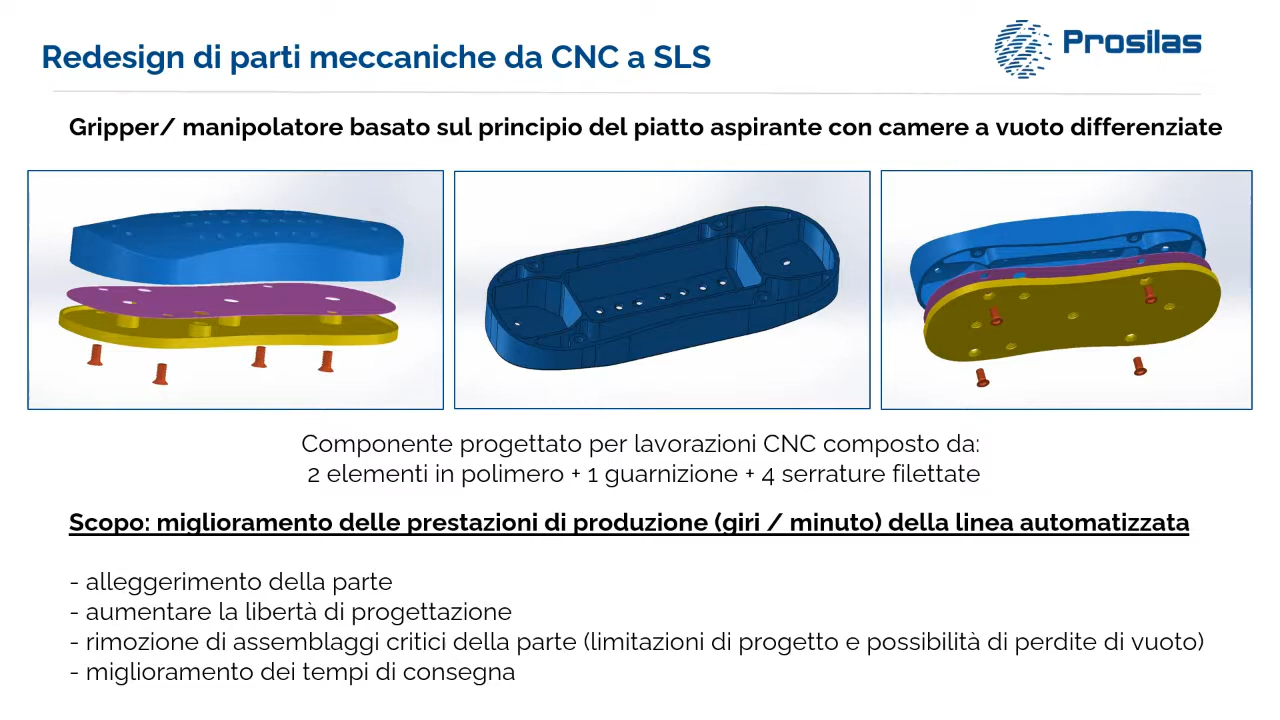 Redesign di parti meccaniche da CNC a SLS
Prosilas
Gripper/ manipolatore basato sul principio del piatto aspirante con camere a vuoto differenziate
Componente progettato per lavorazioni CNC composto da:
2 elementi in polimero + 1 guarnizione + 4 serrature filettate
Scopo: miglioramento delle prestazioni di produzione (giri / minuto) della linea automatizzata
- alleggerimento della parte
- aumentare la libertà di progettazione
- rimozione di assemblaggi critici della parte (limitazioni di progetto e possibilità di perdite di vuoto)
- miglioramento dei tempi di consegna